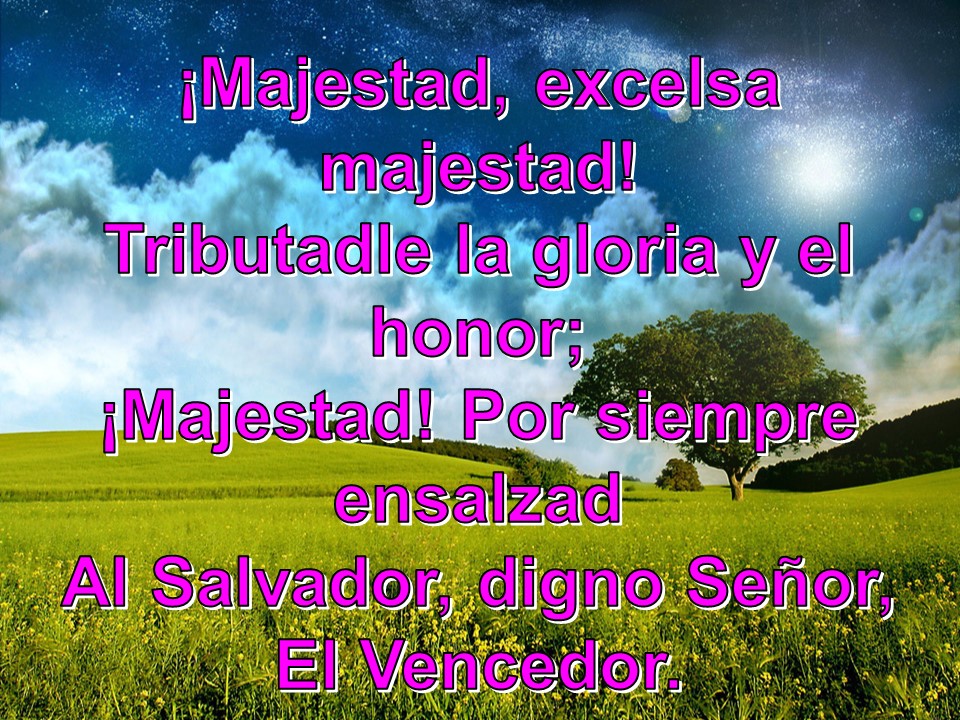 ¡Majestad, excelsa
majestad!
Tributadle la gloria y el
honor;
¡Majestad! Por siempre
ensalzad
Al Salvador, digno Señor,
El Vencedor.